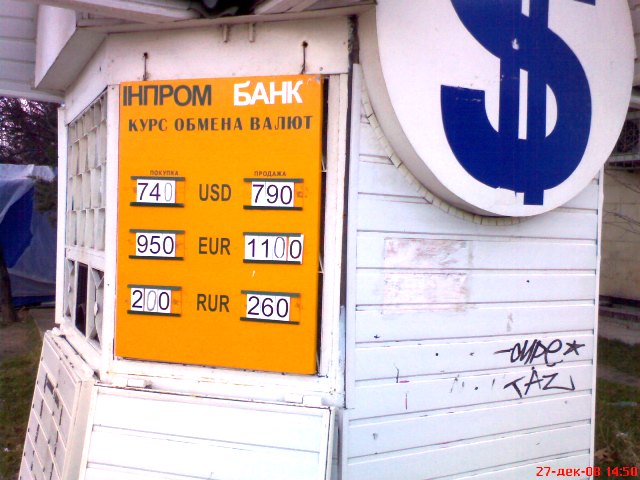 ІНПРОМ БАНК
КУРС ОБМЕНА ВАЛЮТ
ПОКУПКА ПРОДАЖА
740 USD 790
950 EUR 1100
200 RUR 260
$
TAZ
27-дек-08 14:50